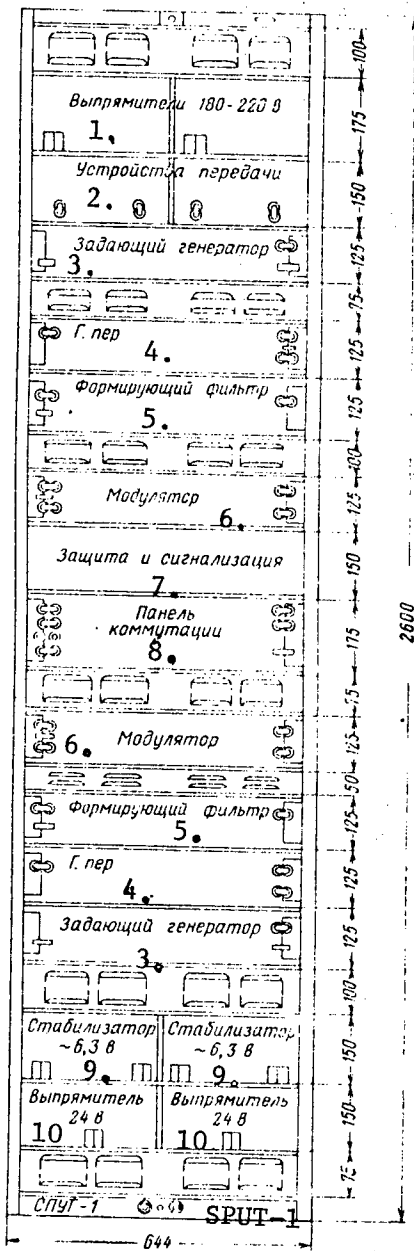 100
Выпрямители 180-220 В
1.
175
Устройства передачи
2.
150
Задающий генератор
3.
125
75
Г. пер
4.
125
Формирующий фильтр
5.
125
100
Модулятор
6.
125
Защита и сигнализация
7.
150
2600
Панель
коммутации
8.
175
75
6. Модулятор
125
50
Формирующий фильтр
5.
125
Г. пер
4.
125
Задающий генератор
3.
125
100
Стабилизатор Стабилизатор
~6,3 В ~6,3 В
9. 9.
150
Выпрямитель Выпрямитель
24 В 24 В
10 10
150
75
СПУТ-1 SPUT-1
644